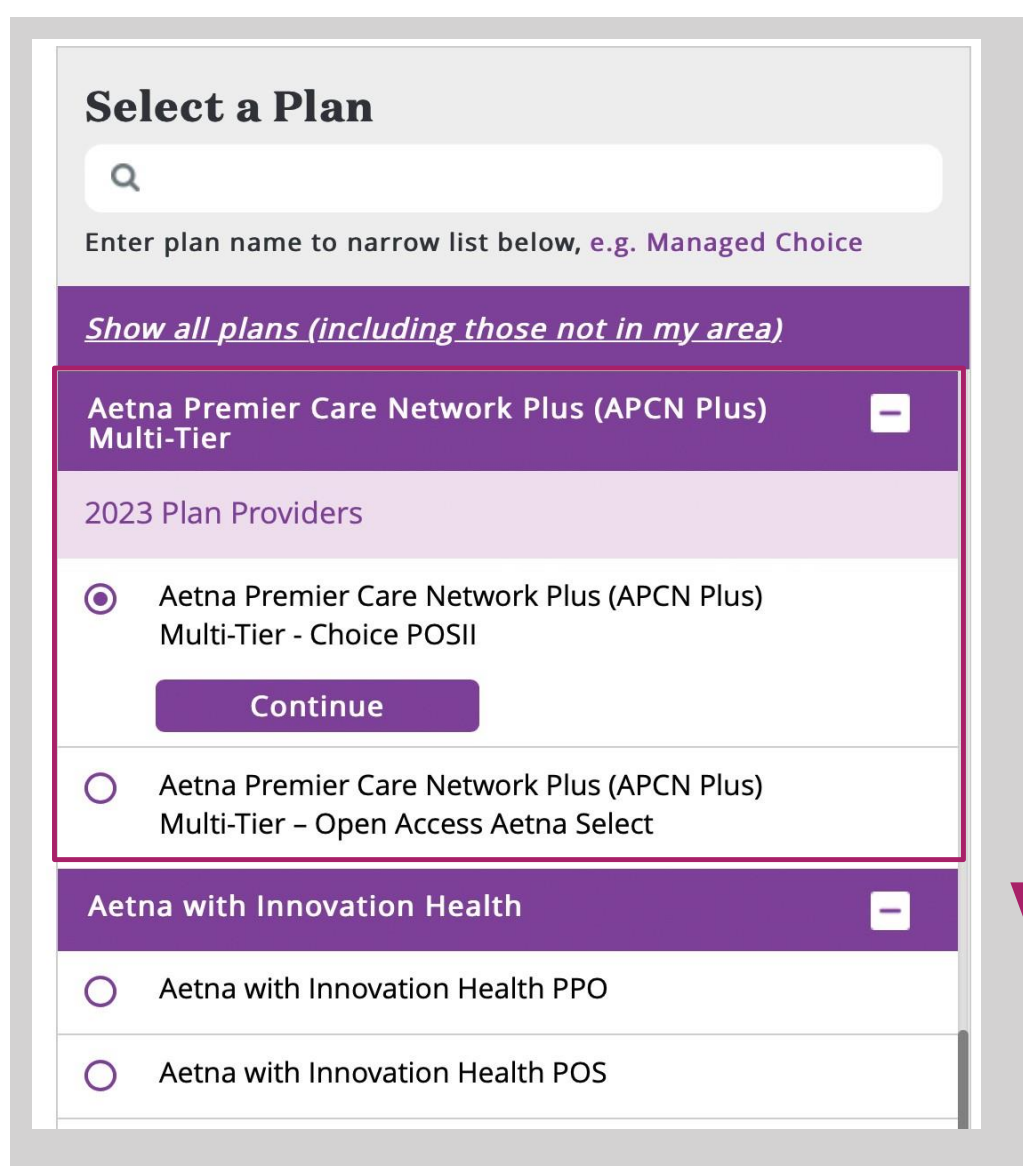 Select a Plan
Enter plan name to narrow list below, e.g. Managed Choice
Show all plans (including those not in my area)
Aetna Premier Care Network Plus (APCN Plus)
Multi-Tier
2023 Plan Providers
Aetna Premier Care Network Plus (APCN Plus)
Multi-Tier - Choice POSII
Continue
Aetna Premier Care Network Plus (APCN Plus)
Multi-Tier – Open Access Aetna Select
Aetna with Innovation Health
Aetna with Innovation Health PPO
Aetna with Innovation Health POS